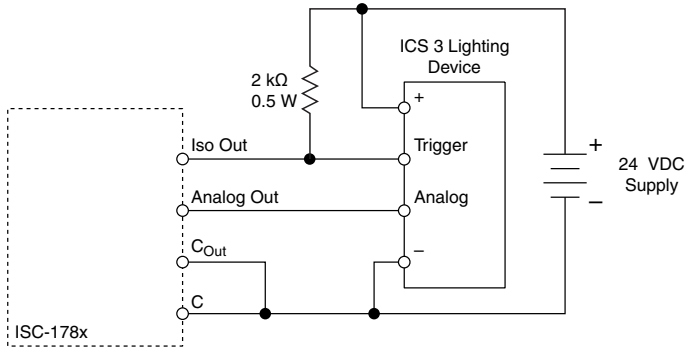 ICS 3 Lighting
Device
2 kΩ
0.5 W
+
Iso Out
Trigger
+
24 VDC
Supply
–
Analog Out
Analog
COut
–
C
ISC-178x